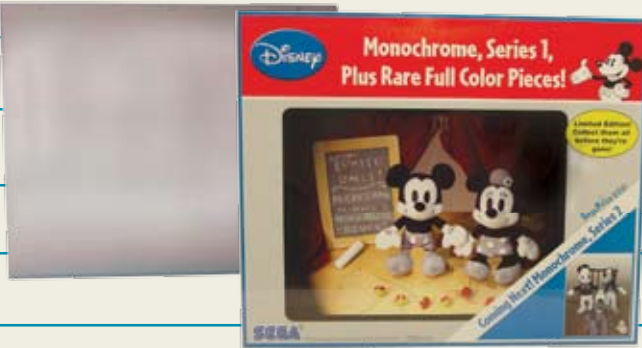 Disney
Monochrome, Series 1,
Plus Rare Full Color Pieces!
Limited Edition!
Collect them all
before they're
gone!
Coming Next! Monochrome, Series 2
SEGA